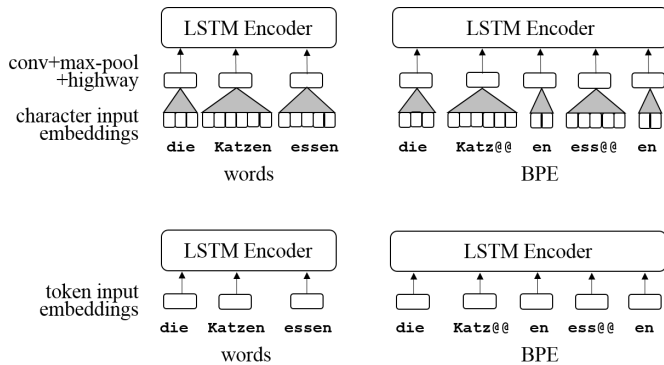 LSTM Encoder LSTM Encoder
conv+max-pool
+highway
character input
embeddings
die Katzen essen die Katz@@ en ess@@ en
words BPE
LSTM Encoder LSTM Encoder
token input
embeddings
die Katzen essen die Katz@@ en ess@@ en
words BPE